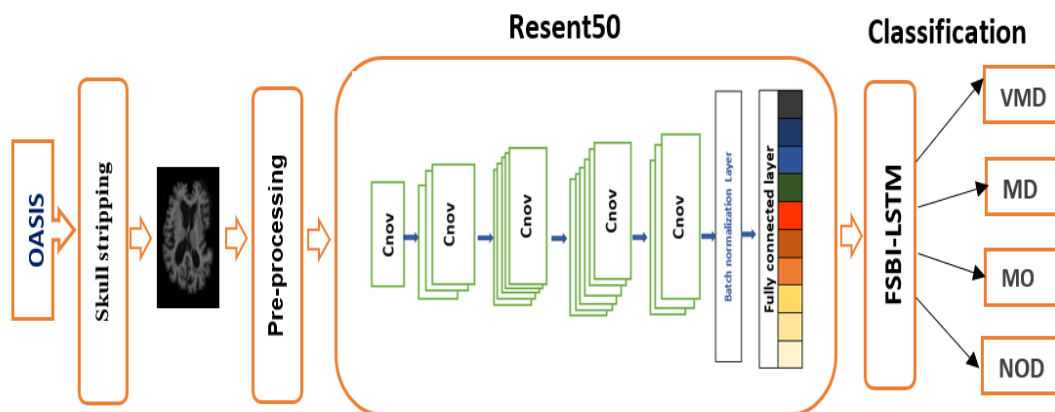 Resent50
Classification
OASIS
Skull stripping
Pre-processing
Cnov
Cnov
Cnov
Cnov
Cnov
Batch normalization Layer
Fully connected layer
FSBI-LSTM
VMD
MD
MO
NOD